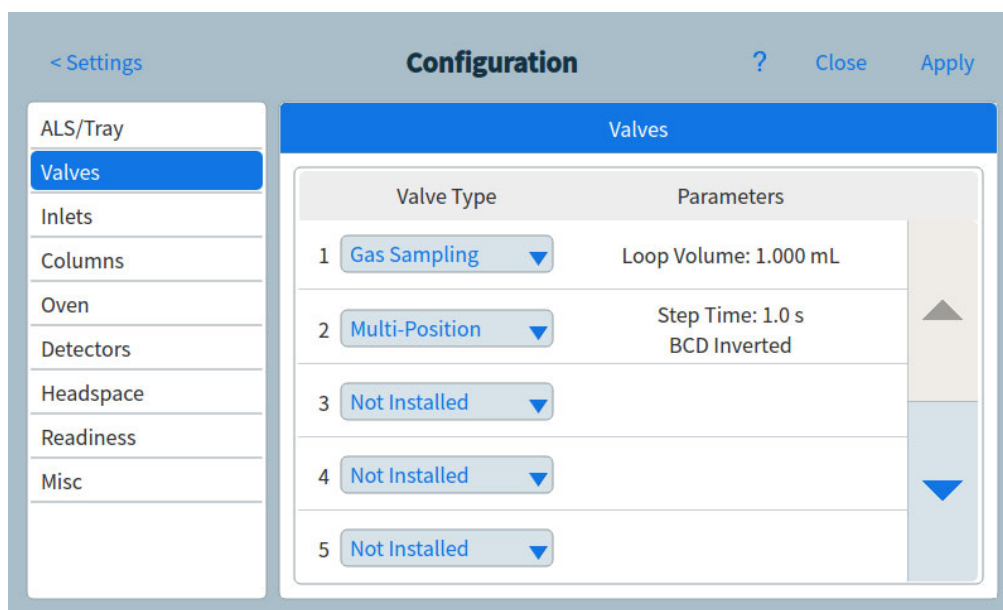 < Settings
Configuration
?
Close
Apply
ALS/Tray
Valves
Inlets
Columns
Oven
Detectors
Headspace
Readiness
Misc
Valves
Valve Type
Parameters
1 Gas Sampling
Loop Volume: 1.000 mL
2 Multi-Position
Step Time: 1.0 s
BCD Inverted
3 Not Installed
4 Not Installed
5 Not Installed